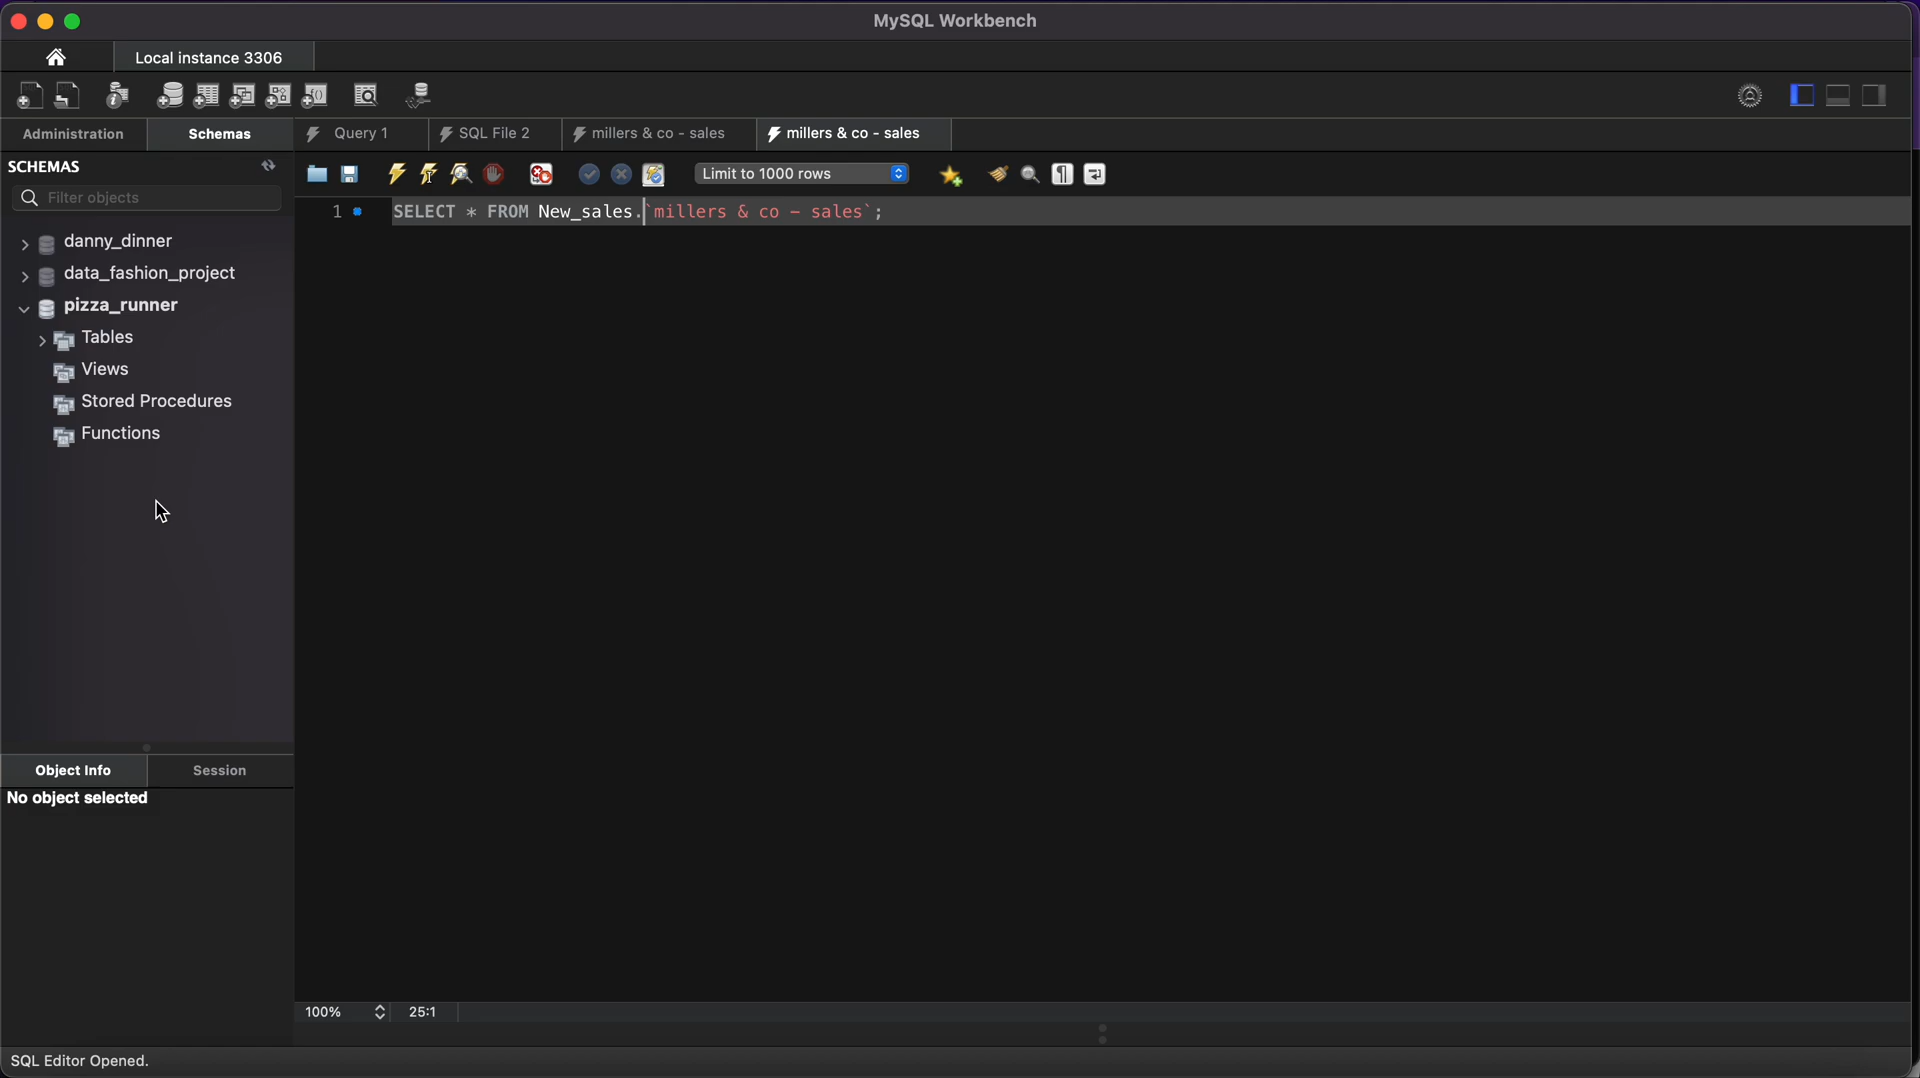 MySQL Workbench
Local instance 3306
Administration
Schemas
Query 1
SQL File 2
millers & co - sales
millers & co - sales
SCHEMAS
Filter objects
Limit to 1000 rows
1 SELECT * FROM New_sales.`millers & co - sales`;
danny_dinner
data_fashion_project
pizza_runner
Tables
Views
Stored Procedures
Functions
Object Info
Session
No object selected
100%
25:1
SQL Editor Opened.